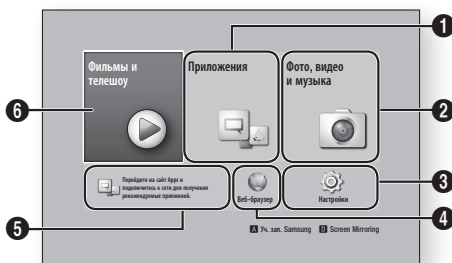 1
Фильмы и
телешоу
Приложения
Фото, видео
и музыка
6
2
Перейдите на сайт Apps и
подключитесь к сети для получения
рекомендуемых приложений.
Веб-браузер
Настройки
3
4
5
A Уч. зап. Samsung D Screen Mirroring